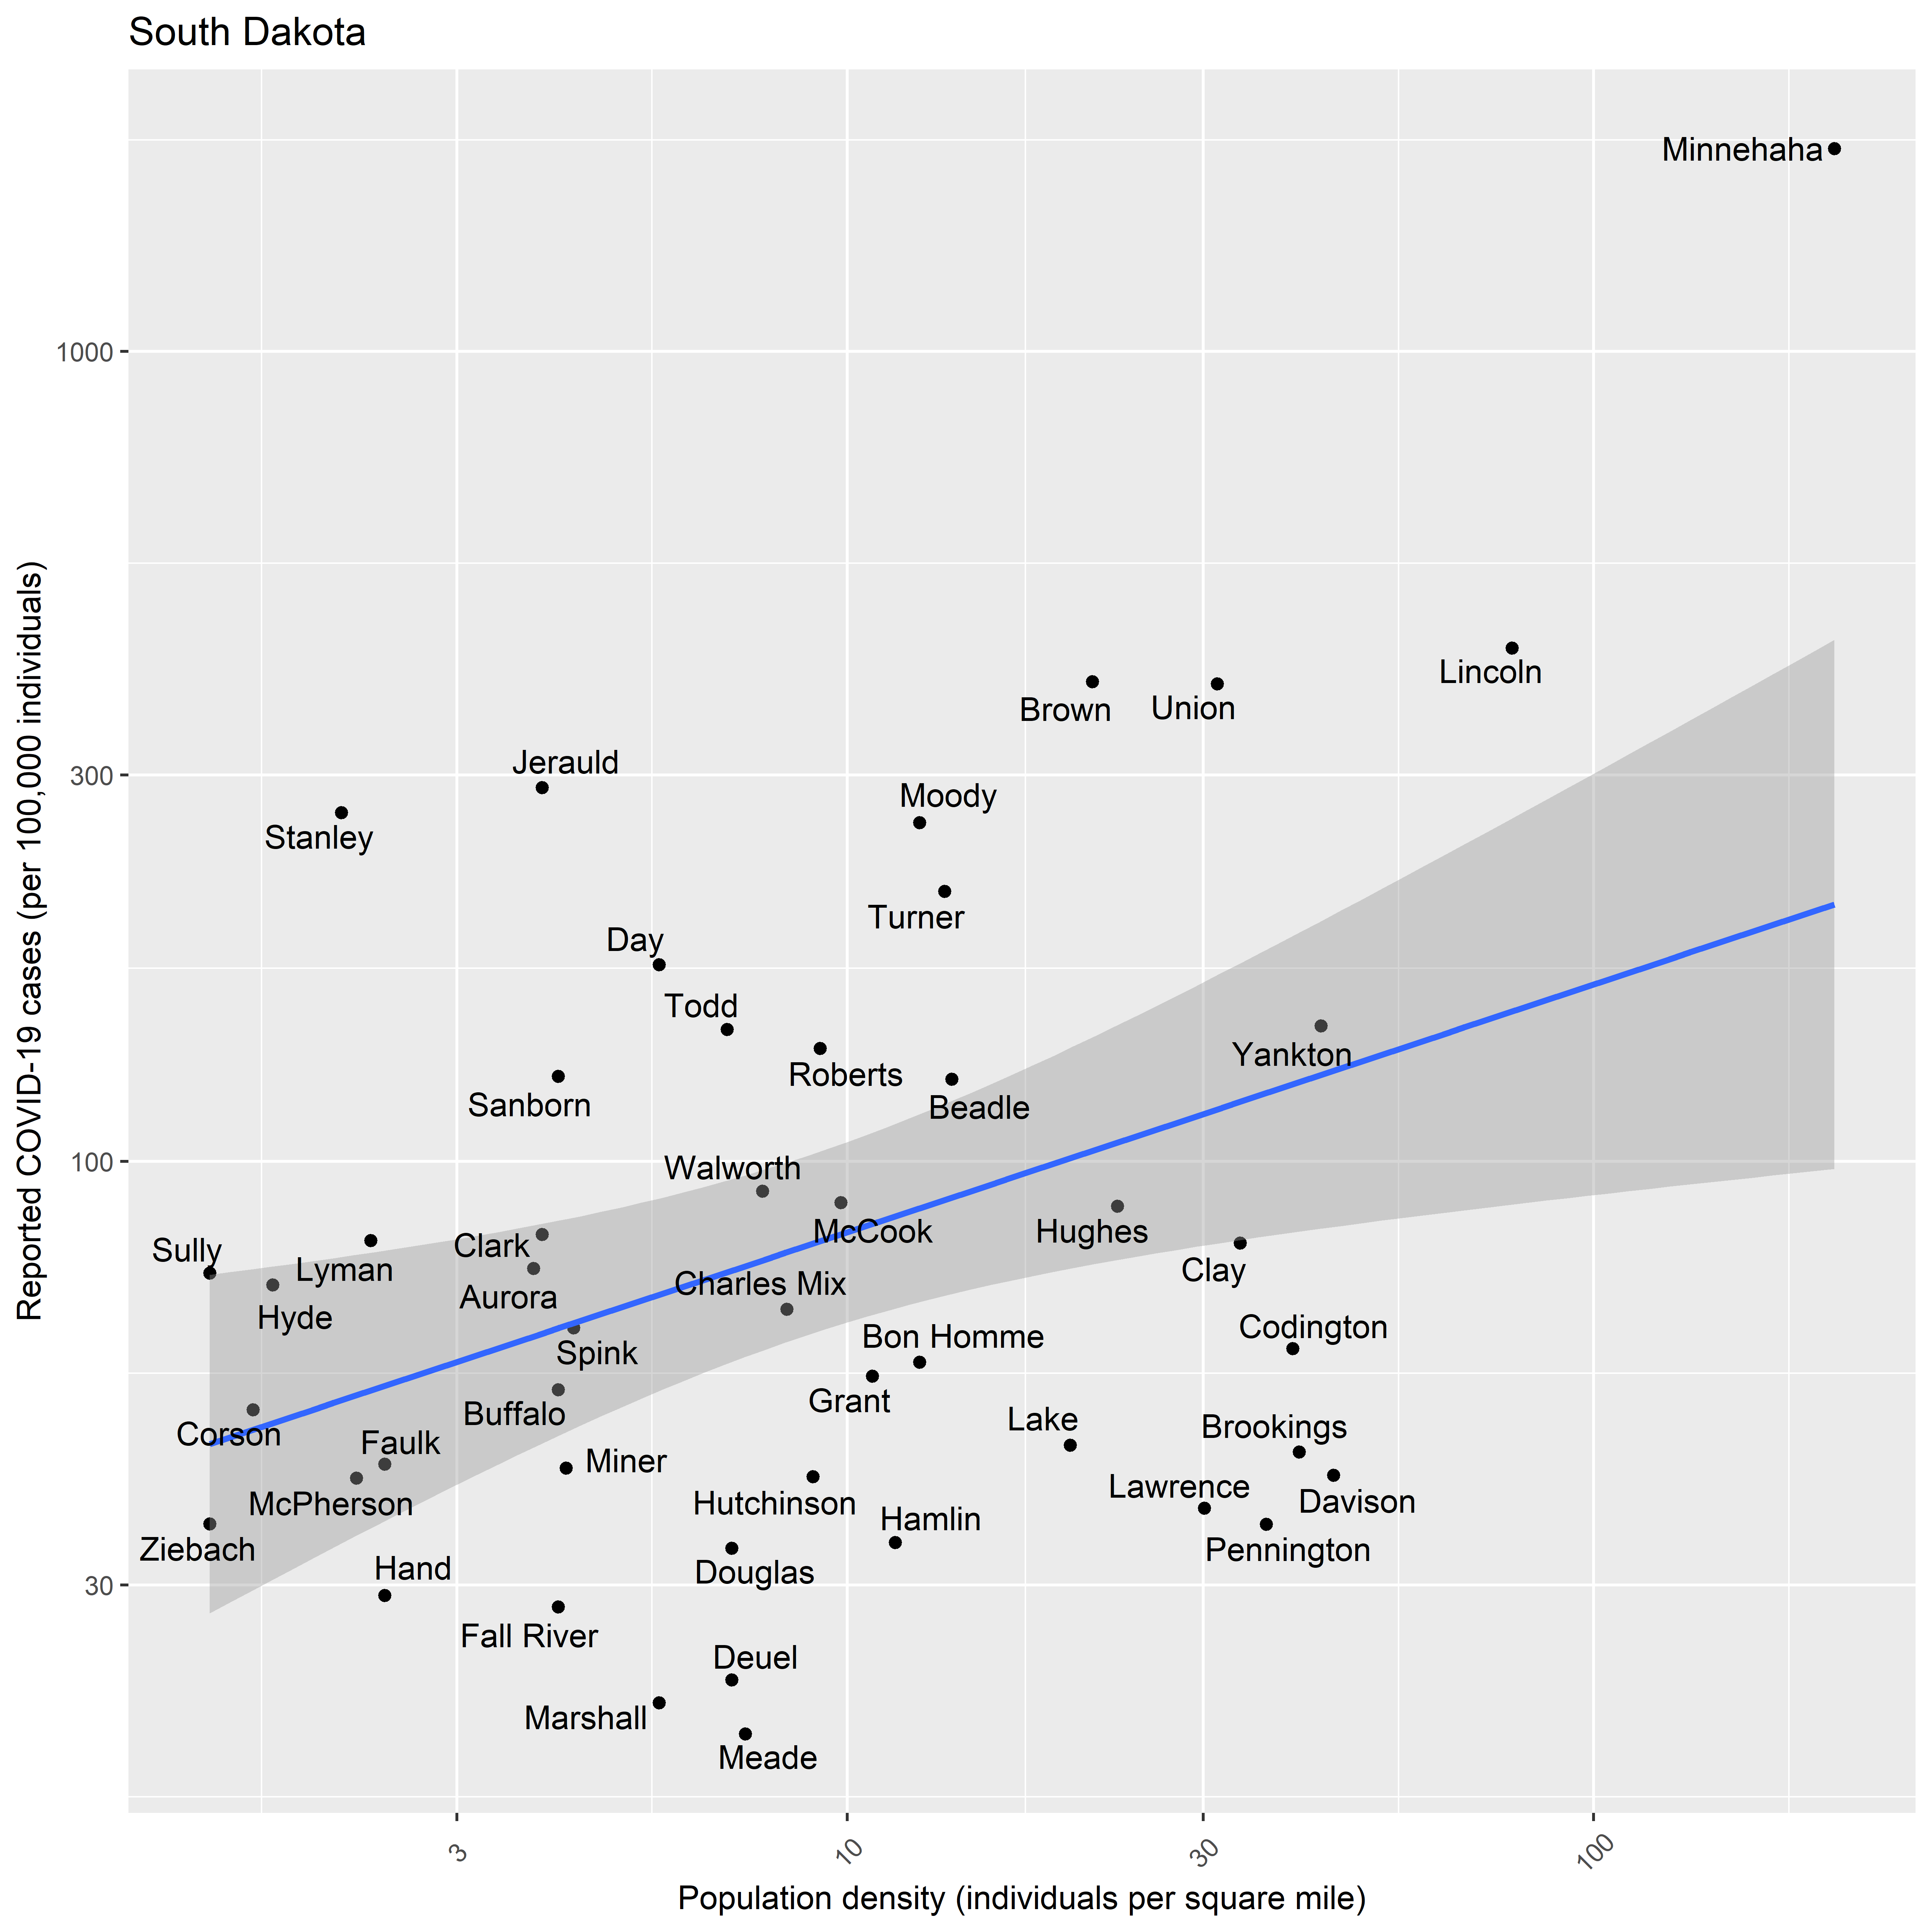 South Dakota
Minnehaha
1000
Lincoln
Brown
Union
Jerauld
300
Moody
Stanley
Turner
Day
Todd
Yankton
Roberts
Sanborn
Beadle
100
Walworth
McCook
Hughes
Clark
Sully
Lyman
Clay
Charles Mix
Aurora
Hyde
Codington
Bon Homme
Spink
Grant
Buffalo
Lake
Brookings
Corson
Faulk
Miner
Lawrence
Davison
McPherson
Hutchinson
Hamlin
Ziebach
Pennington
Hand
Douglas
30
Fall River
Deuel
Marshall
Meade
3
10
30
100
Population density (individuals per square mile)
Reported COVID-19 cases (per 100,000 individuals)